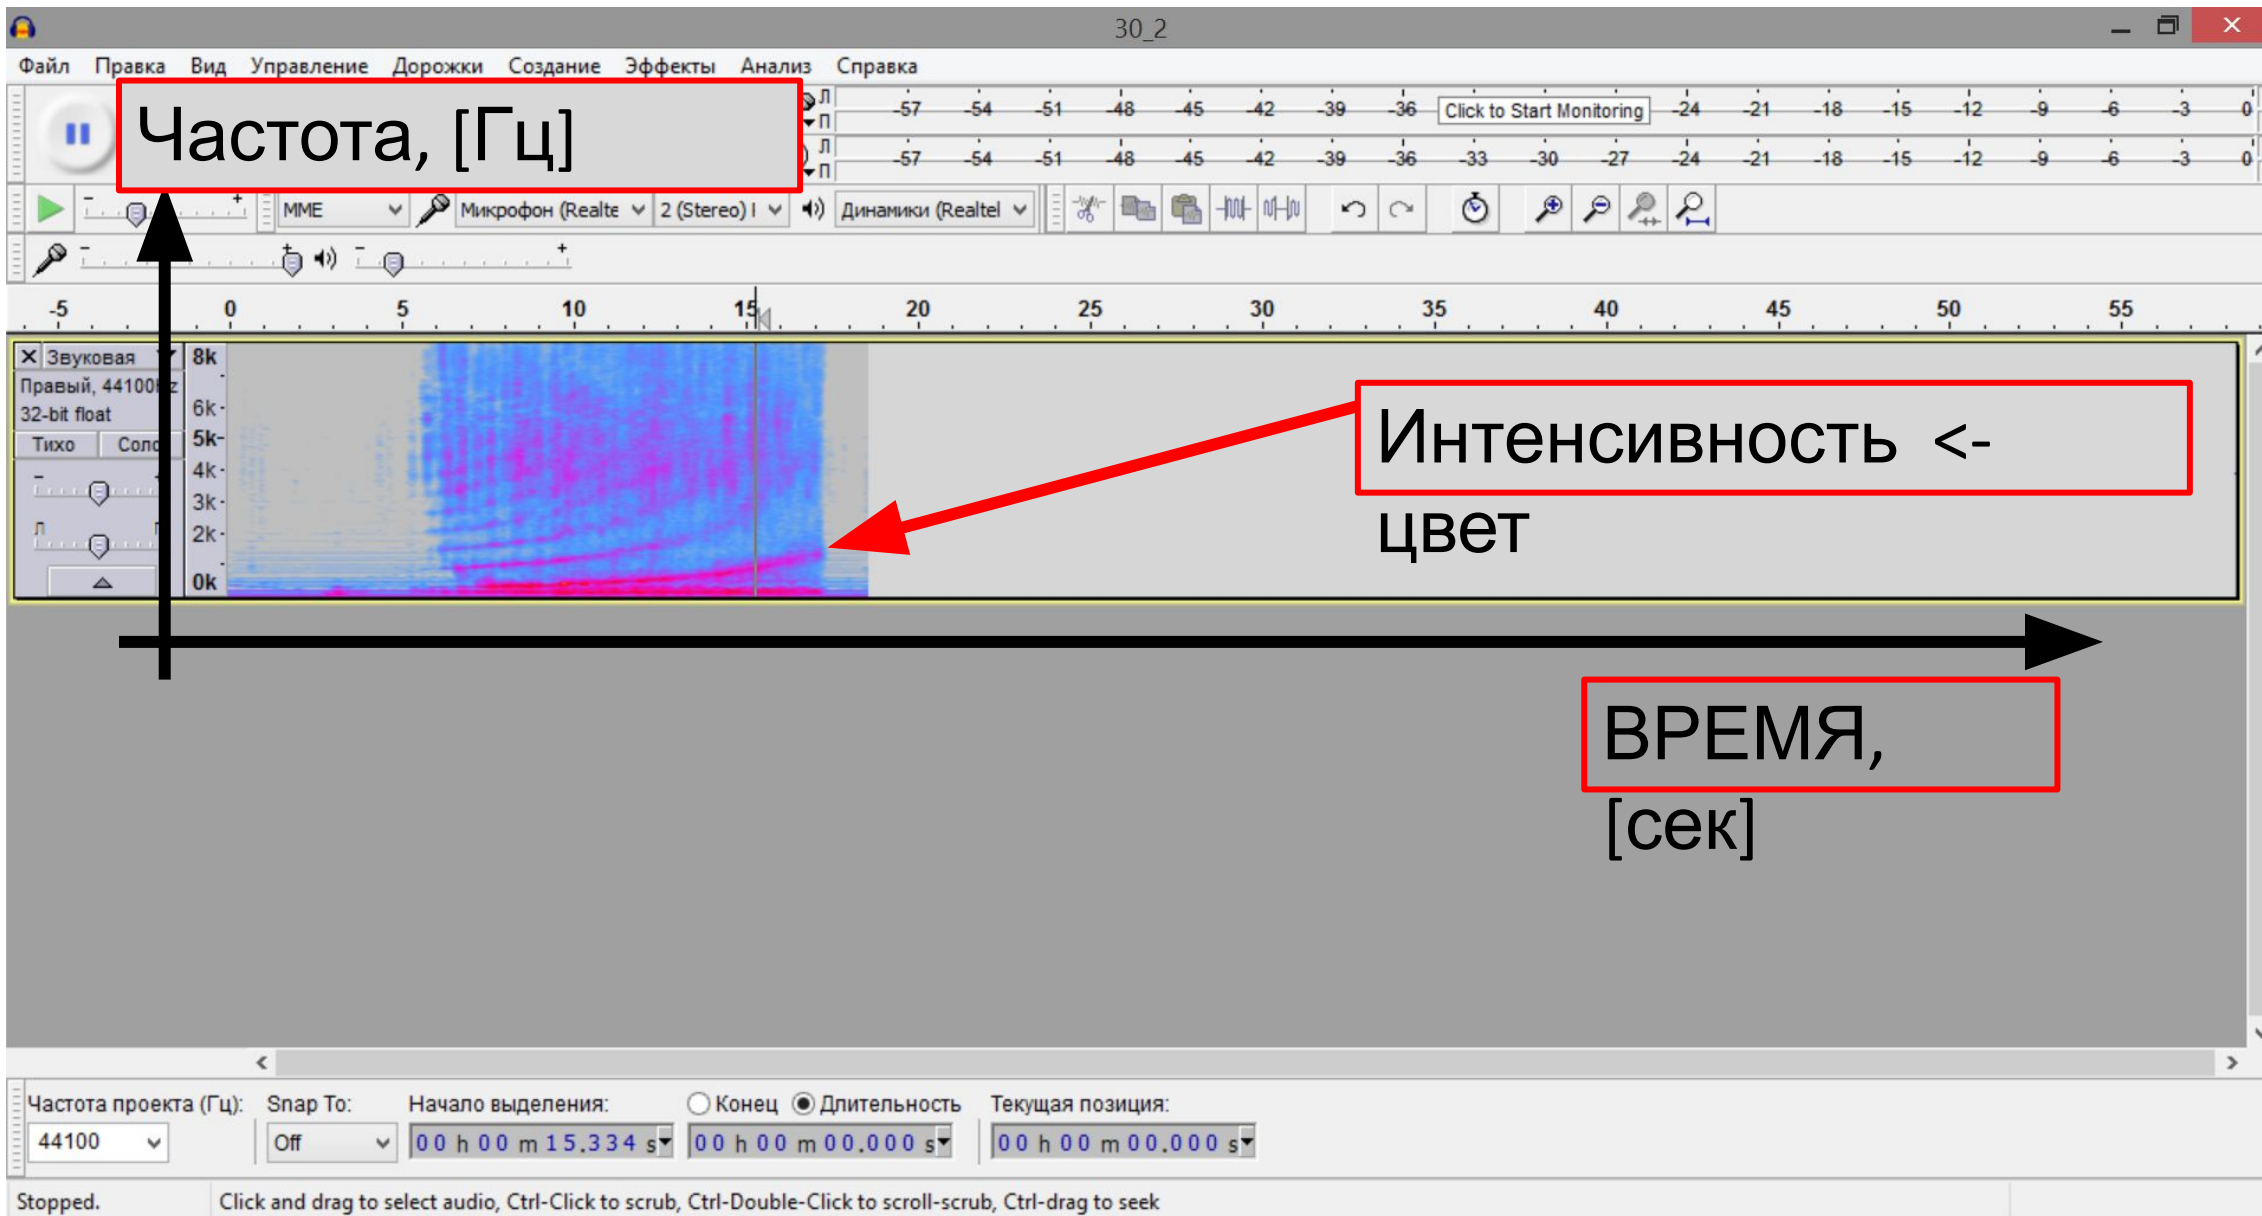 30_2
Файл Правка Вид Управление Дорожки Создание Эффекты Анализ Справка
Частота, [Гц]
Л П -57 -54 -51 -48 -45 -42 -39 -36 Click to Start Monitoring -24 -21 -18 -15 -12 -9 -6 -3 0
Л П -57 -54 -51 -48 -45 -42 -39 -36 -33 -30 -27 -24 -21 -18 -15 -12 -9 -6 -3 0
- + MME Микрофон (Realte 2 (Stereo) Динамики (Realtel
- + - +
-5 0 5 10 15 20 25 30 35 40 45 50 55
Звуковая 8k
Правый, 44100
32-bit float 6k
Тихо 5k
4k
3k
Л 2k
0k
Интенсивность <-
цвет
ВРЕМЯ,
[сек]
Частота проекта (Гц): Snap To: Начало выделения: Конец Длительность Текущая позиция:
44100 Off 00 h 00 m 15.334 s 00 h 00 m 00.000 s 00 h 00 m 00.000 s
Stopped. Click and drag to select audio, Ctrl-Click to scrub, Ctrl-Double-Click to scroll-scrub, Ctrl-drag to seek